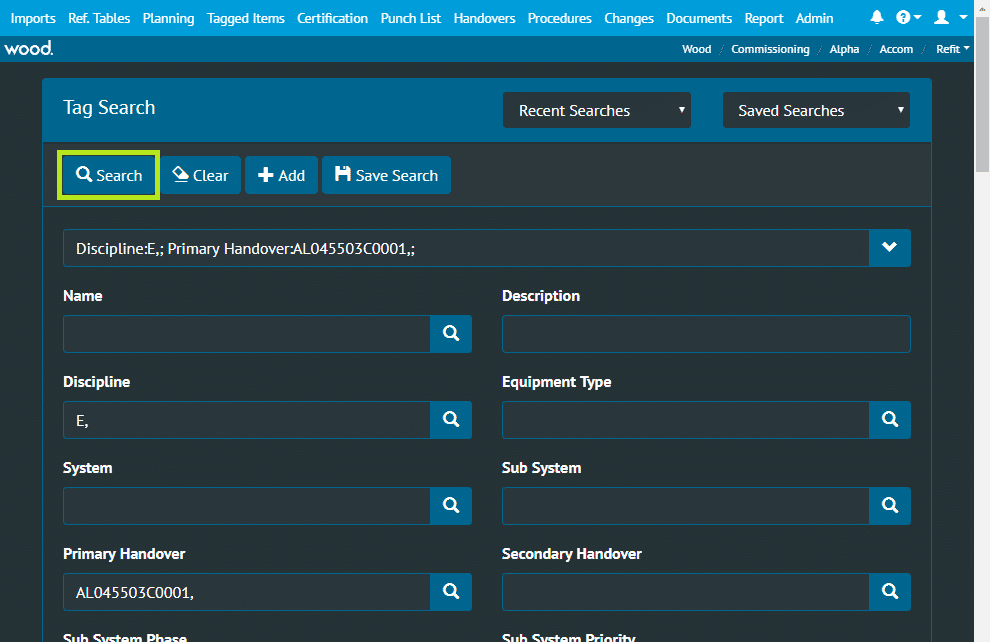 Imports Ref. Tables Planning Tagged Items Certification Punch List Handovers Procedures Changes Documents Report Admin
wood. Wood / Commissioning / Alpha / Accom / Refit
Tag Search Recent Searches Saved Searches
Search Clear Add Save Search
Discipline:E,; Primary Handover:AL045503C0001,;
Name Description
Discipline Equipment Type
E,
System Sub System
Primary Handover Secondary Handover
AL045503C0001,
Sub System Phase Sub System Priority